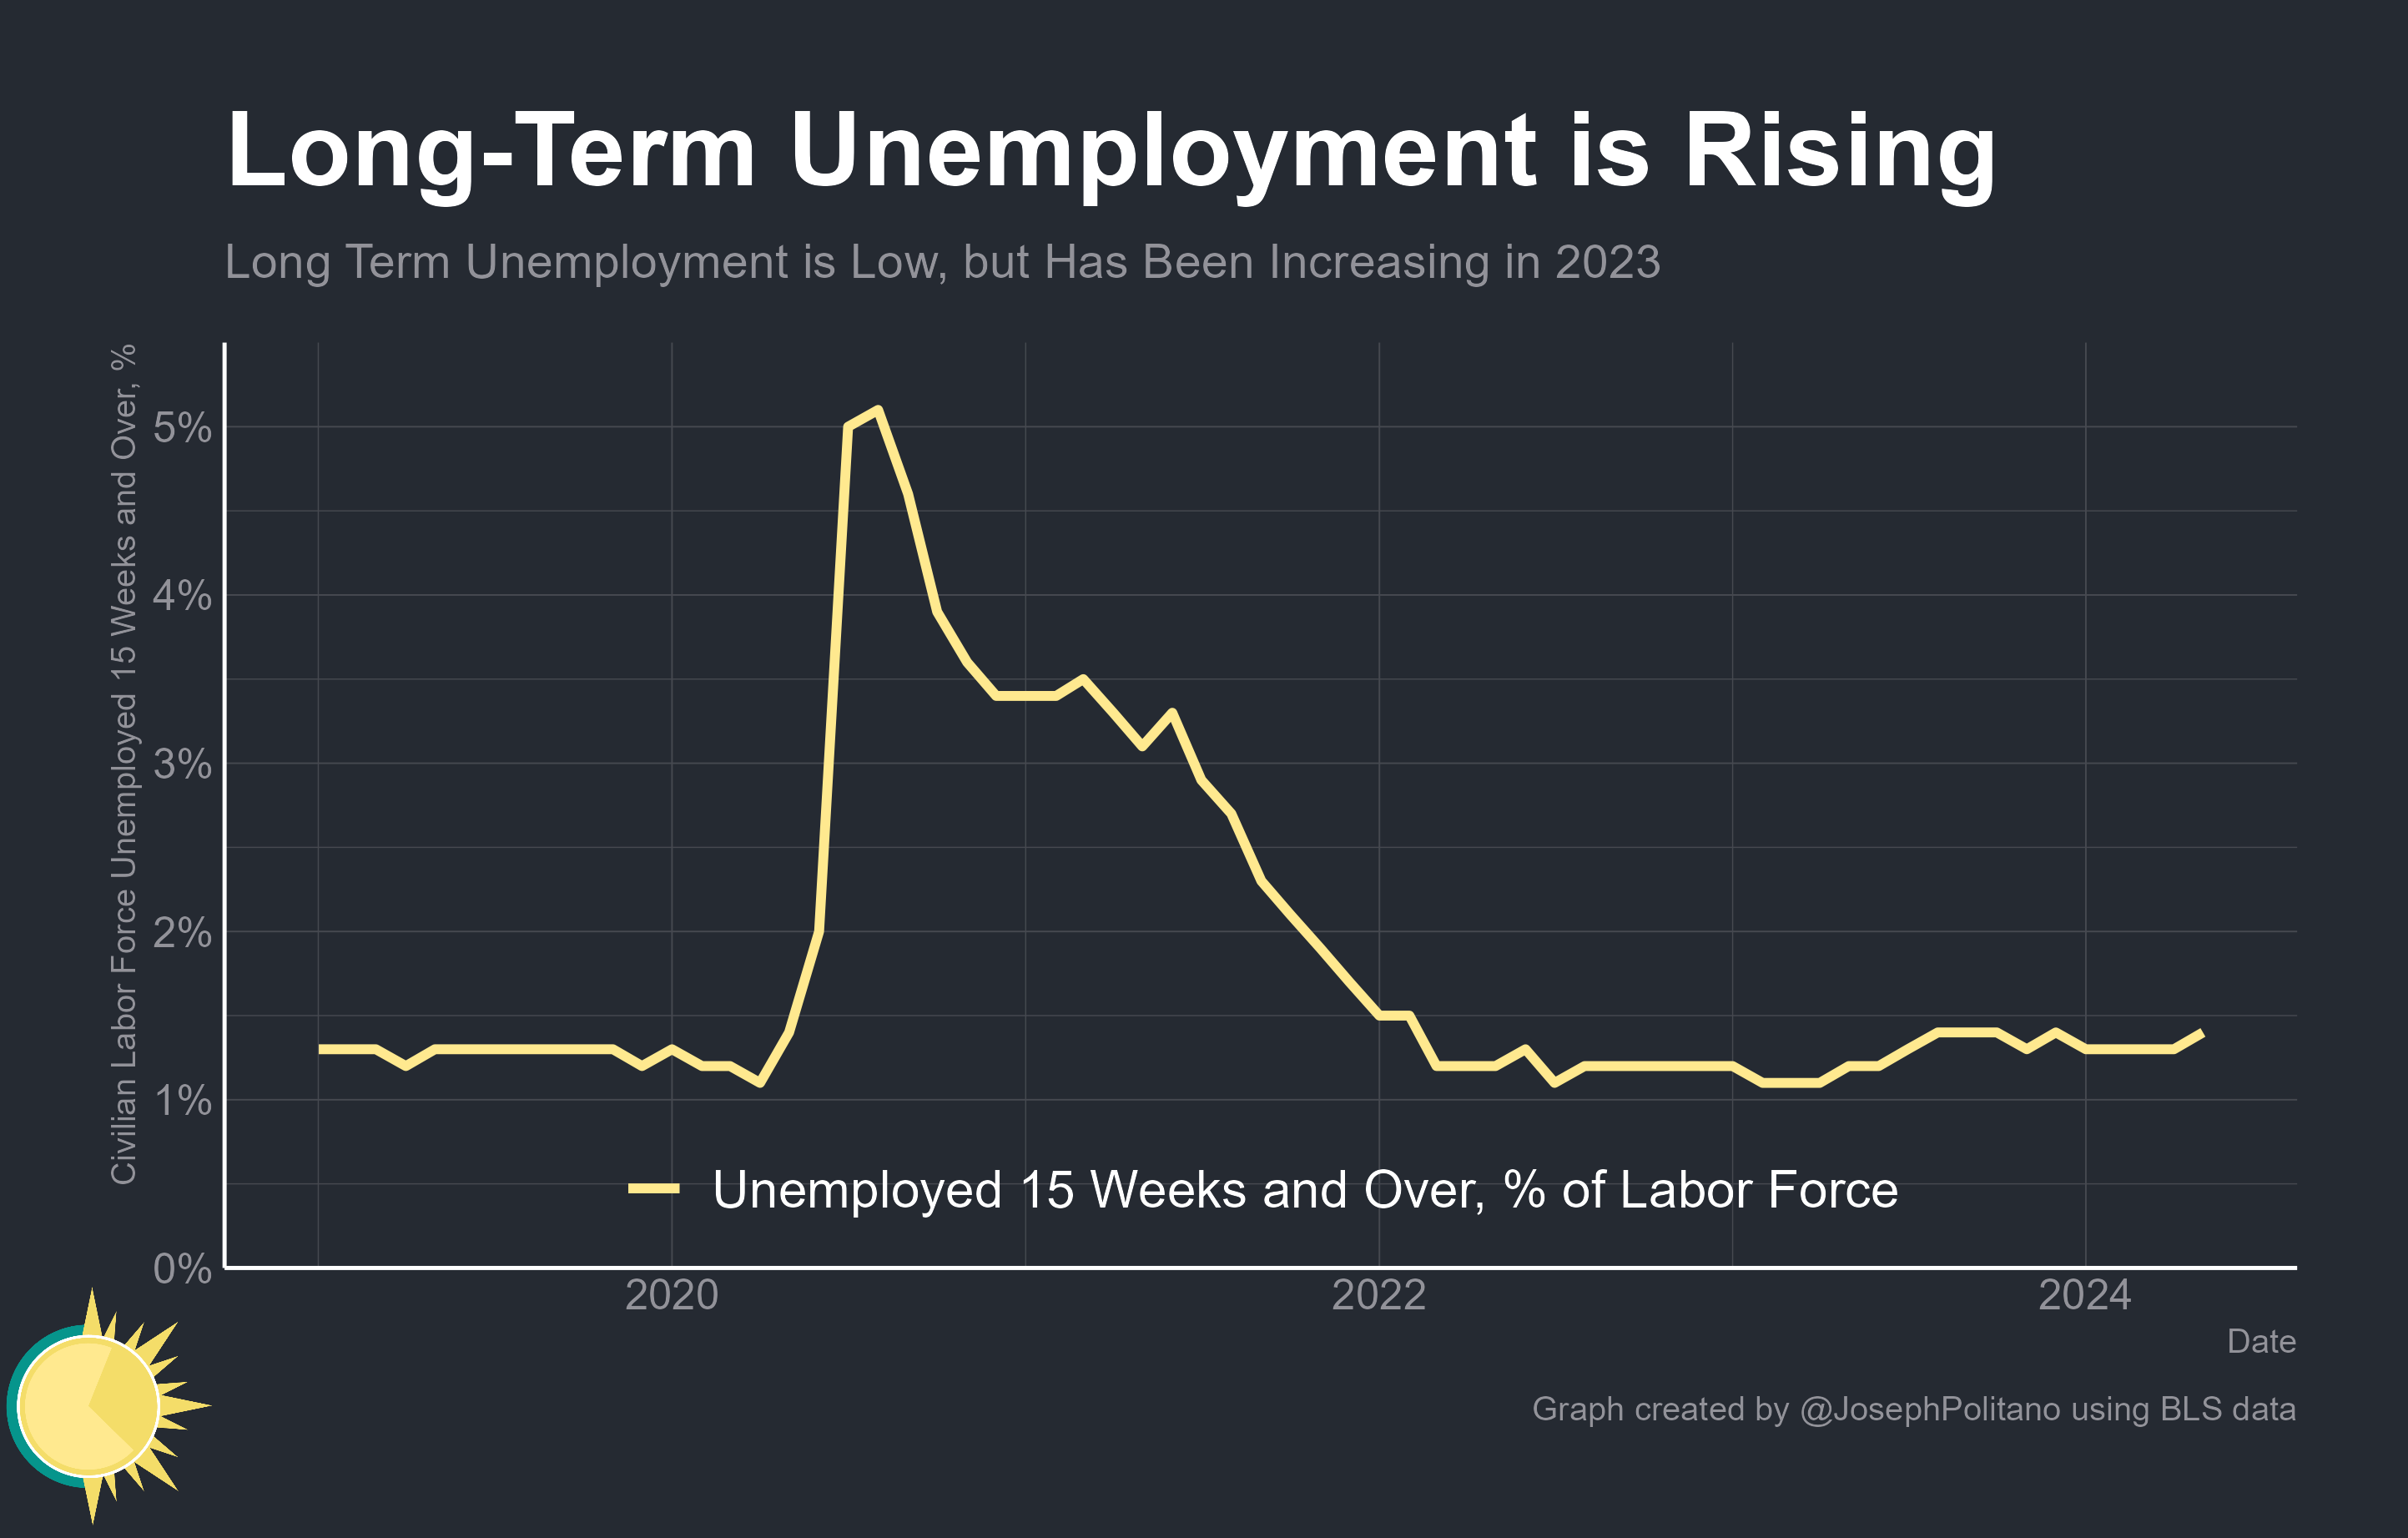 Long-Term Unemployment is Rising
Long Term Unemployment is Low, but Has Been Increasing in 2023
Civilian Labor Force Unemployed 15 Weeks and Over, %
5%
4%
3%
2%
1%
0%
Unemployed 15 Weeks and Over, % of Labor Force
2020
2022
2024
Date
Graph created by @JosephPolitano using BLS data